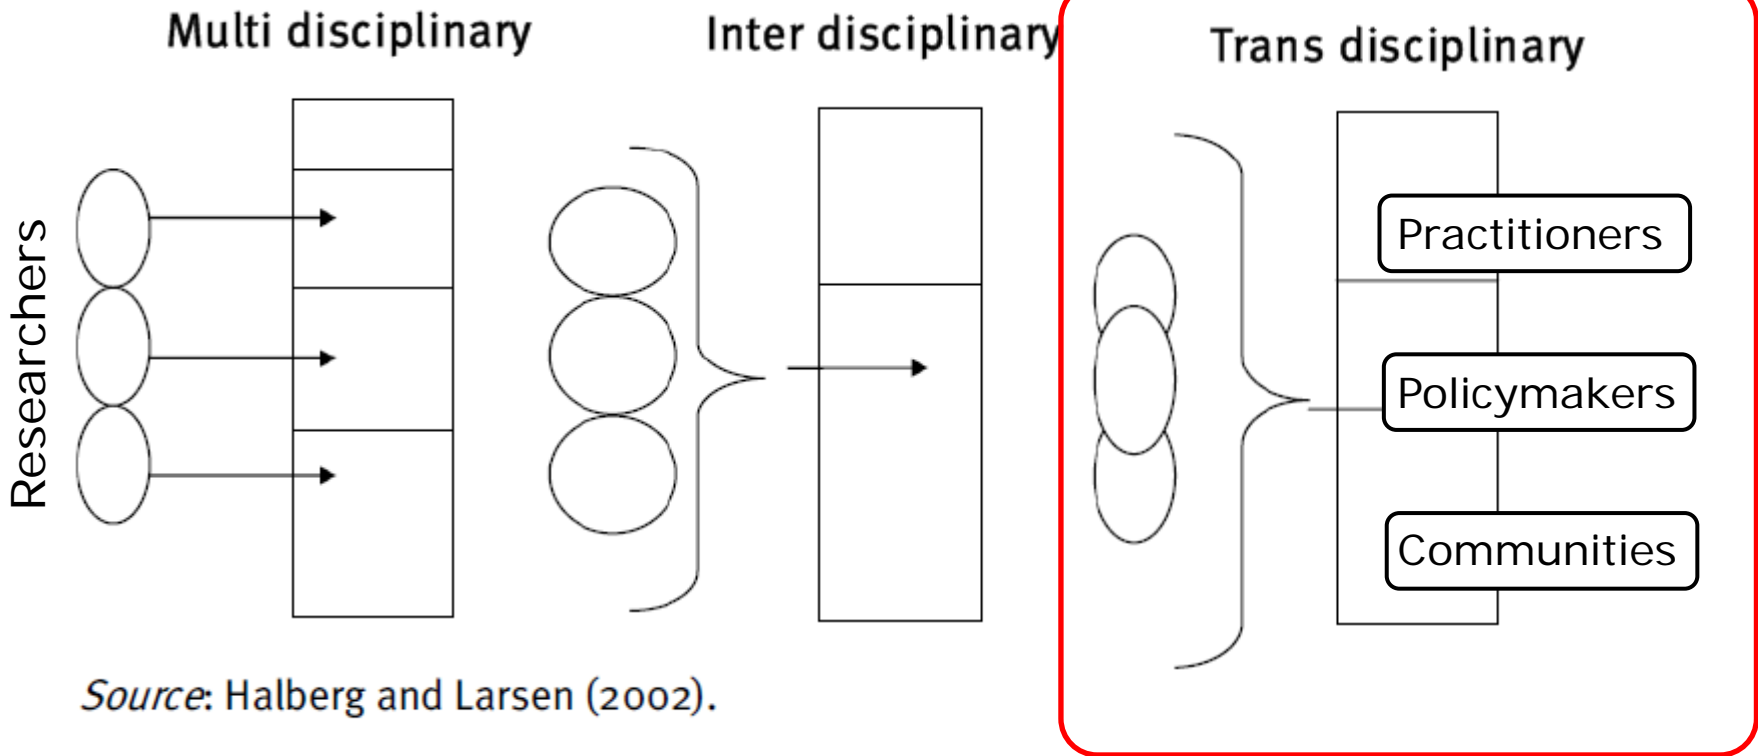 Multi disciplinary
Inter disciplinary
Trans disciplinary
Researchers
Practitioners
Policymakers
Communities
Source: Halberg and Larsen (2002).